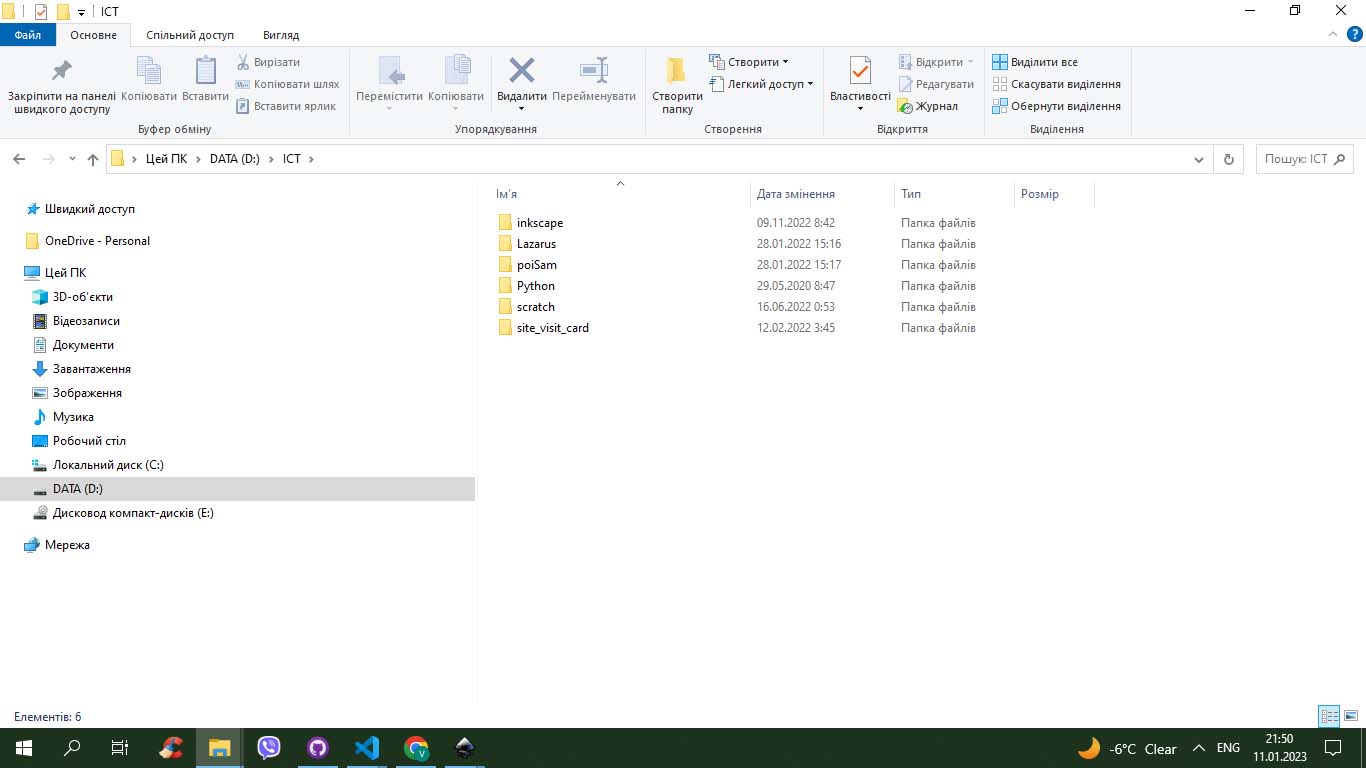 ІСТ
Файл Основне Спільний доступ Вигляд
Закріпити на панелі швидкого доступу
Копіювати
Вставити
Вирізати
Копіювати шлях
Вставити ярлик
Буфер обміну
Перемістити
Копіювати
Видалити
Перейменувати
Упорядкування
Створити папку
Створити
Легкий доступ
Створення
Властивості
Відкрити
Редагувати
Журнал
Відкриття
Виділити все
Скасувати виділення
Обернути виділення
Виділення
Цей ПК › DATA (D:) › ICT ›
Пошук: ICT
Швидкий доступ
OneDrive - Personal
Цей ПК
3D-об'єкти
Відеозаписи
Документи
Завантаження
Зображення
Музика
Робочий стіл
Локальний диск (C:)
DATA (D:)
Дисковод компакт-дисків (E:)
Мережа
Ім'я Дата змінення Тип Розмір
inkscape 09.11.2022 8:42 Папка файлів
Lazarus 28.01.2022 15:16 Папка файлів
poiSam 28.01.2022 15:17 Папка файлів
Python 29.05.2020 8:47 Папка файлів
scratch 16.06.2022 0:53 Папка файлів
site_visit_card 12.02.2022 3:45 Папка файлів
Елементів: 6
-6°C Clear
ENG
21:50
11.01.2023